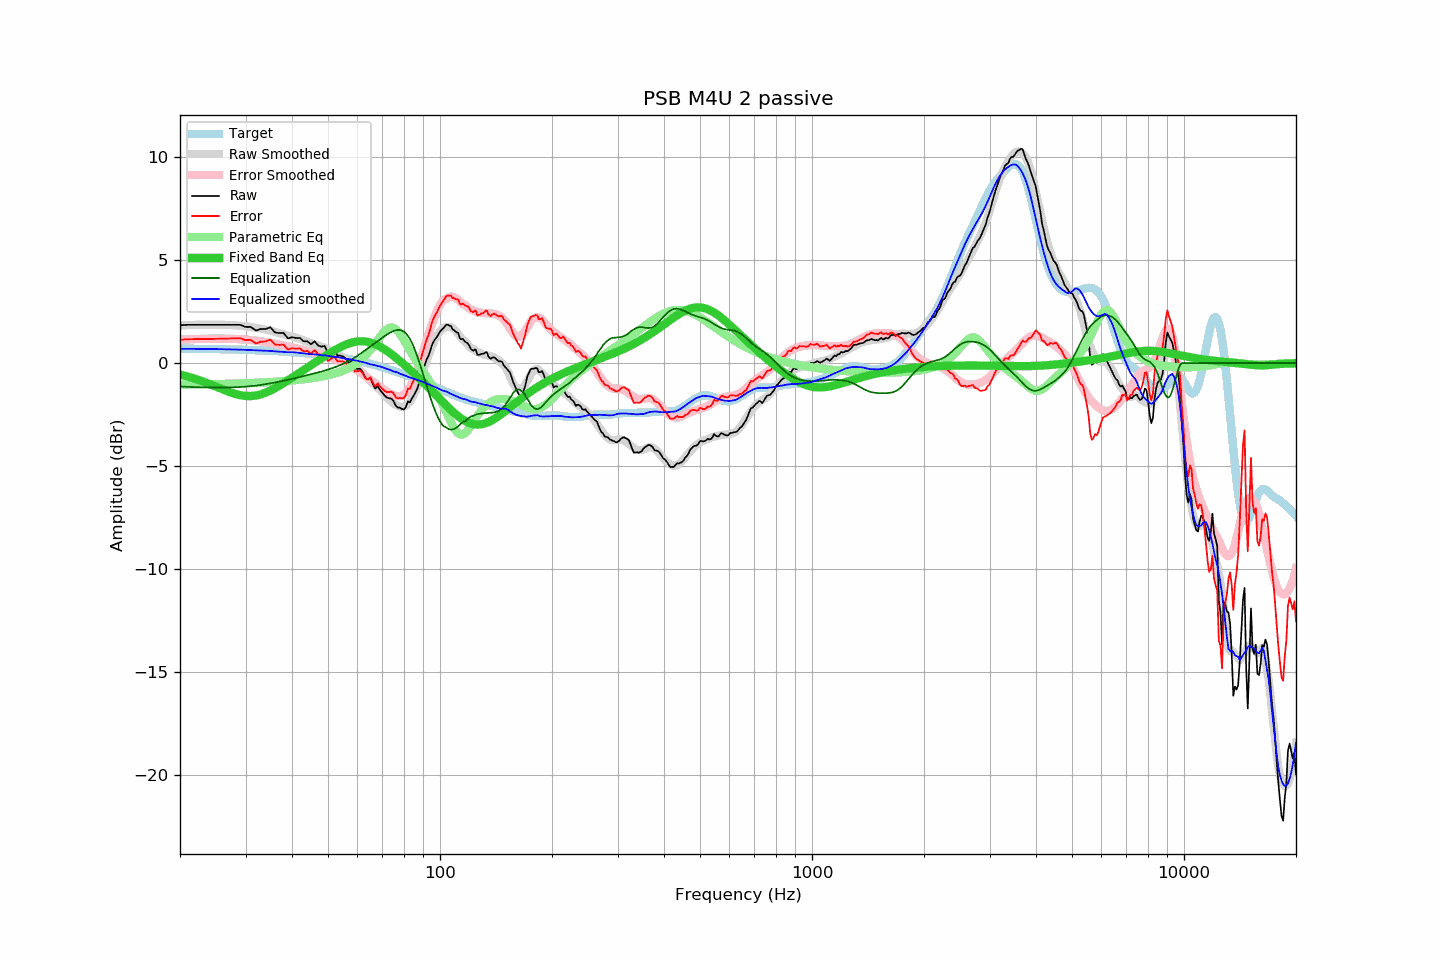 PSB M4U 2 passive
Target
Raw Smoothed
Error Smoothed
Raw
Error
Parametric Eq
Fixed Band Eq
Equalization
Equalized smoothed
10
5
0
−5
−10
−15
−20
Amplitude (dBr)
100
1000
10000
Frequency (Hz)